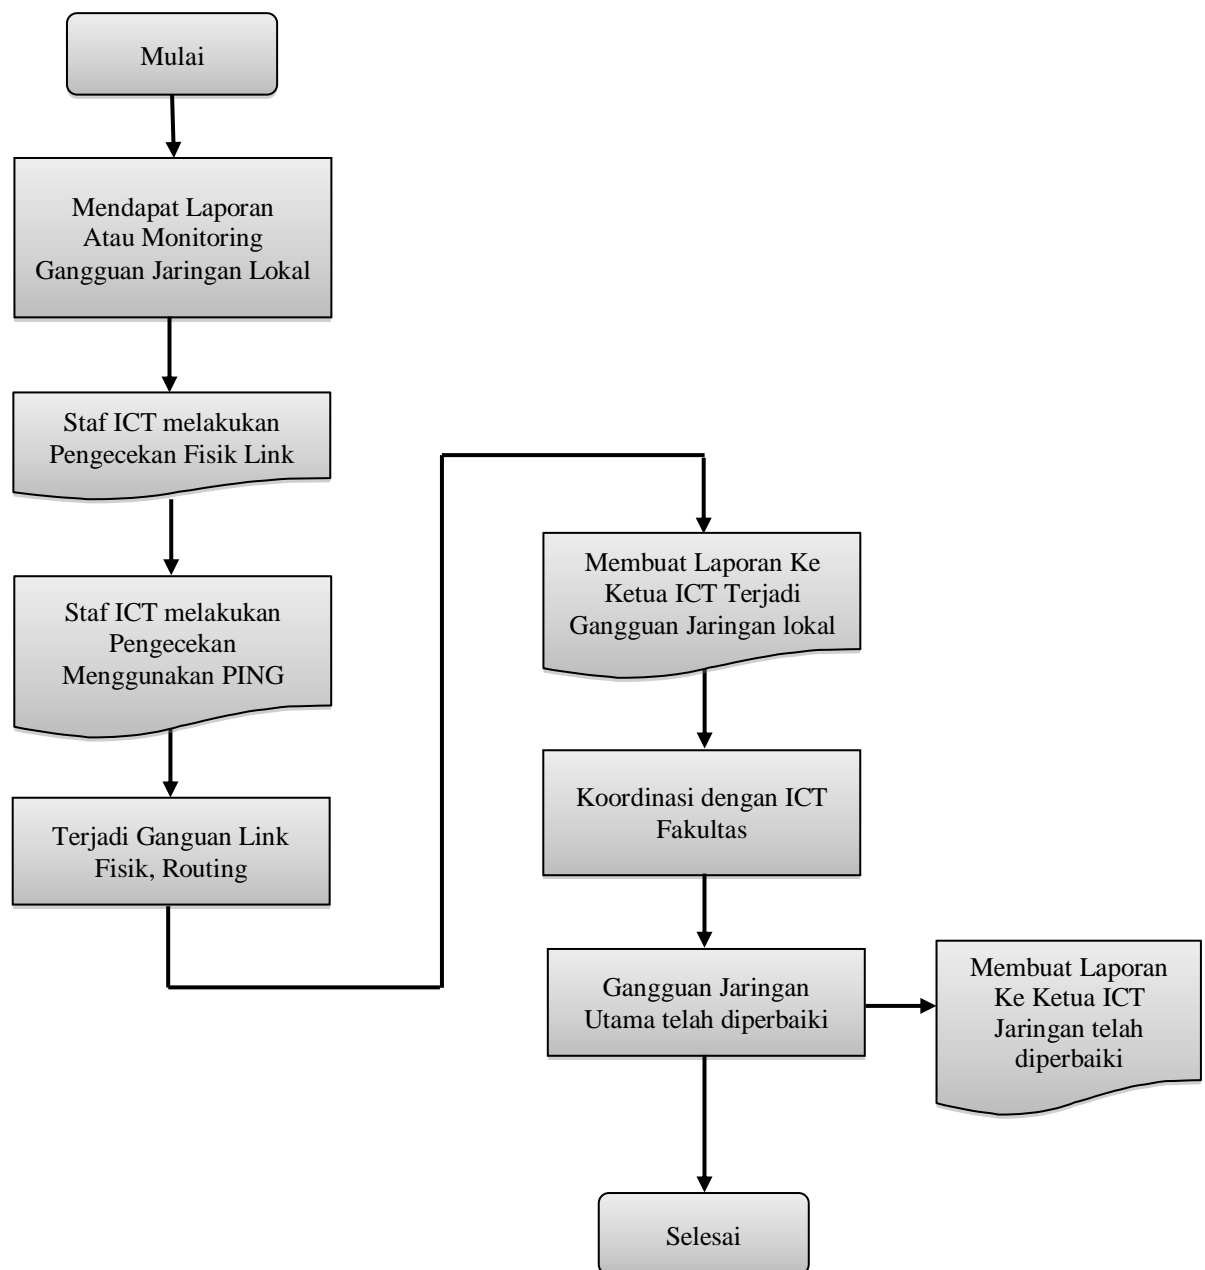 Mulai
Mendapat Laporan
Atau Monitoring
Gangguan Jaringan Lokal
Staf ICT melakukan
Pengecekan Fisik Link
Staf ICT melakukan
Pengecekan
Menggunakan PING
Terjadi Ganguan Link
Fisik, Routing
Membuat Laporan Ke
Ketua ICT Terjadi
Gangguan Jaringan lokal
Koordinasi dengan ICT
Fakultas
Gangguan Jaringan
Utama telah diperbaiki
Membuat Laporan
Ke Ketua ICT
Jaringan telah
diperbaiki
Selesai